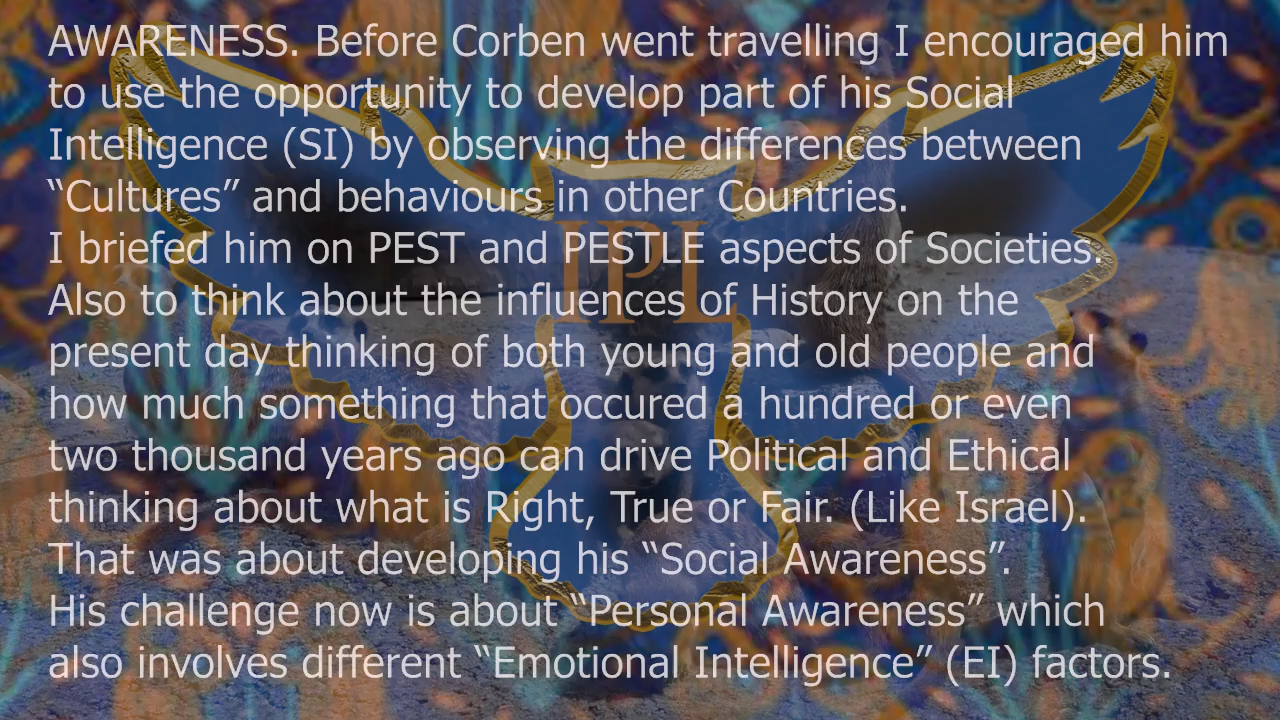 AWARENESS. Before Corben went travelling I encouraged him
to use the opportunity to develop part of his Social
Intelligence (SI) by observing the differences between
“Cultures” and behaviours in other Countries.
I briefed him on PEST and PESTLE aspects of Societies.
Also to think about the influences of History on the
present day thinking of both young and old people and
how much something that occured a hundred or even
two thousand years ago can drive Political and Ethical
thinking about what is Right, True or Fair. (Like Israel).
That was about developing his “Social Awareness”.
His challenge now is about “Personal Awareness” which
also involves different “Emotional Intelligence” (EI) factors.
IPL